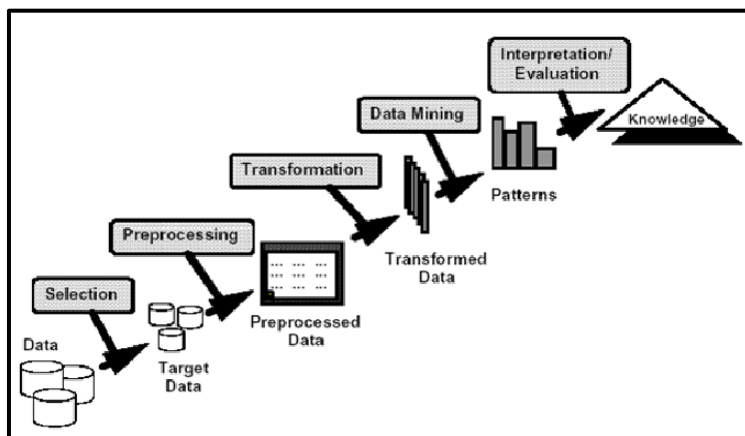 Interpretation/
Evaluation
Data Mining
Knowledge
Transformation
Patterns
Preprocessing
Transformed
Data
Selection
Preprocessed
Data
Data
Target
Data